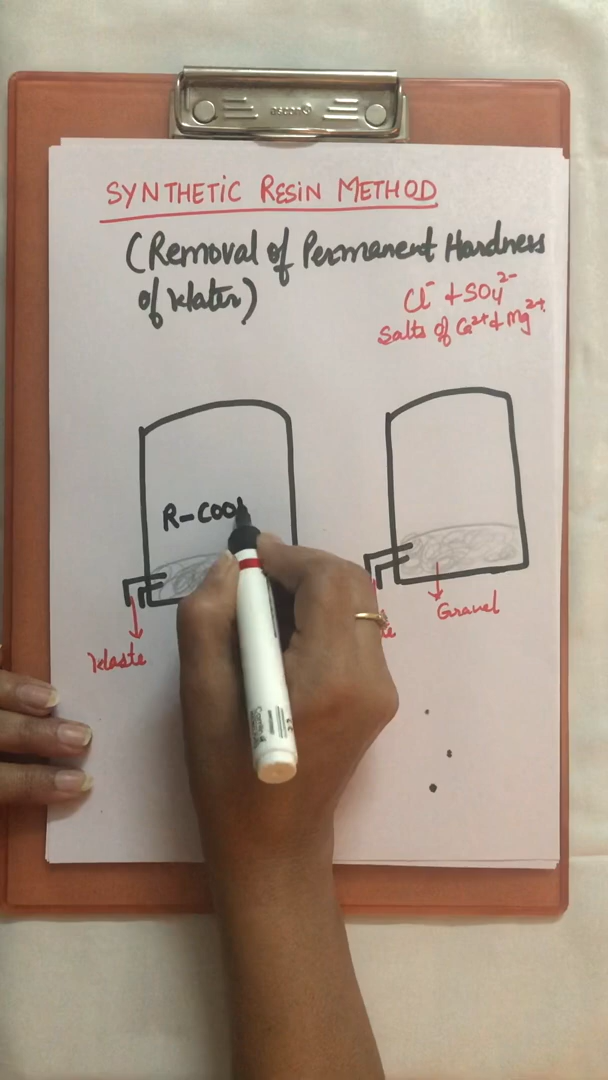 SYNTHETIC RESIN METHOD
(Removal of Permanent Hardness
of Water)
Cl⁻ + SO4²⁻
Salts of Ca²⁺ + Mg²⁺
R-COO
Waste
Gravel